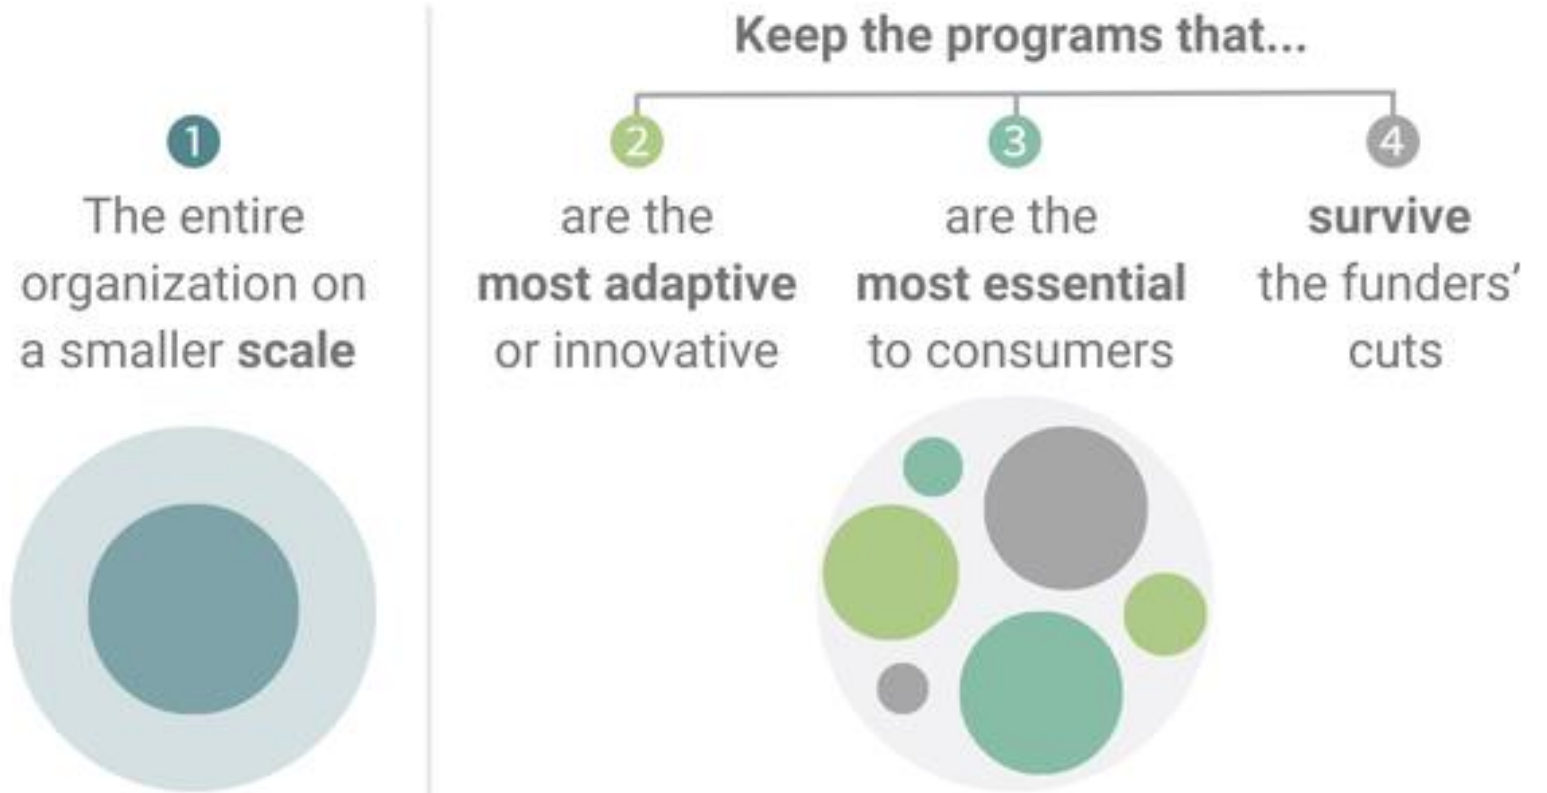 1
The entire
organization on
a smaller scale
Keep the programs that...
2
are the
most adaptive
or innovative
3
are the
most essential
to consumers
4
survive
the funders’
cuts